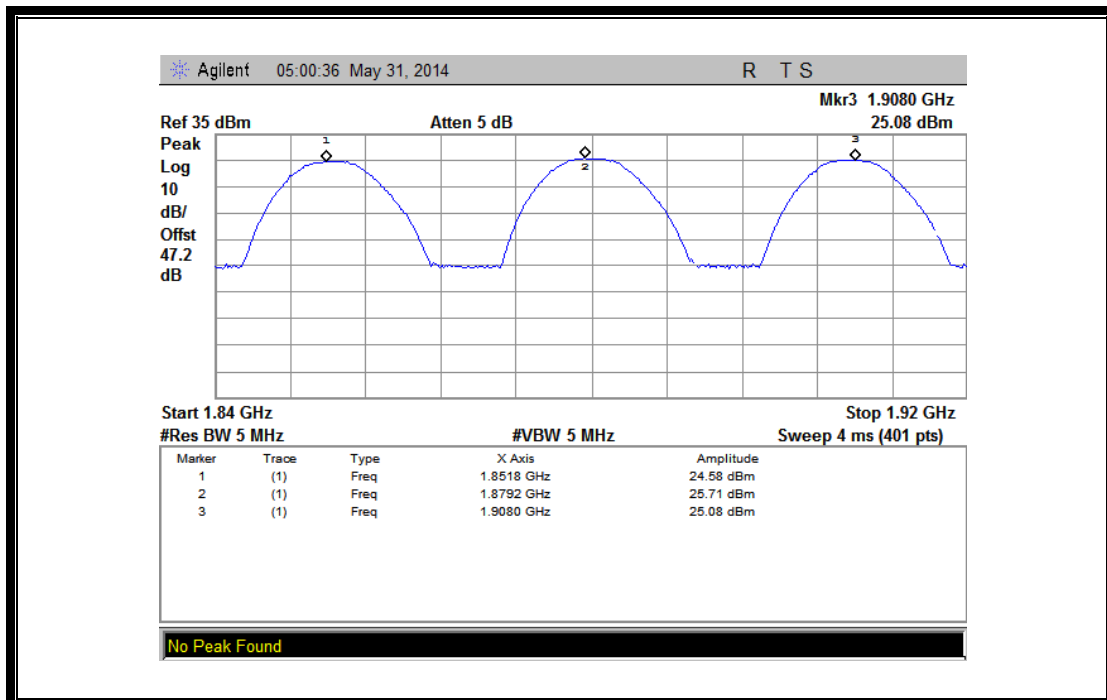 Agilent 05:00:36 May 31, 2014 R T S
Mkr3 1.9080 GHz
Ref 35 dBm Atten 5 dB 25.08 dBm
Peak
Log
10
dB/
Offst
47.2
dB
1
2
3
Start 1.84 GHz Stop 1.92 GHz
#Res BW 5 MHz #VBW 5 MHz Sweep 4 ms (401 pts)
Marker Trace Type X Axis Amplitude
1 (1) Freq 1.8518 GHz 24.58 dBm
2 (1) Freq 1.8792 GHz 25.71 dBm
3 (1) Freq 1.9080 GHz 25.08 dBm
No Peak Found